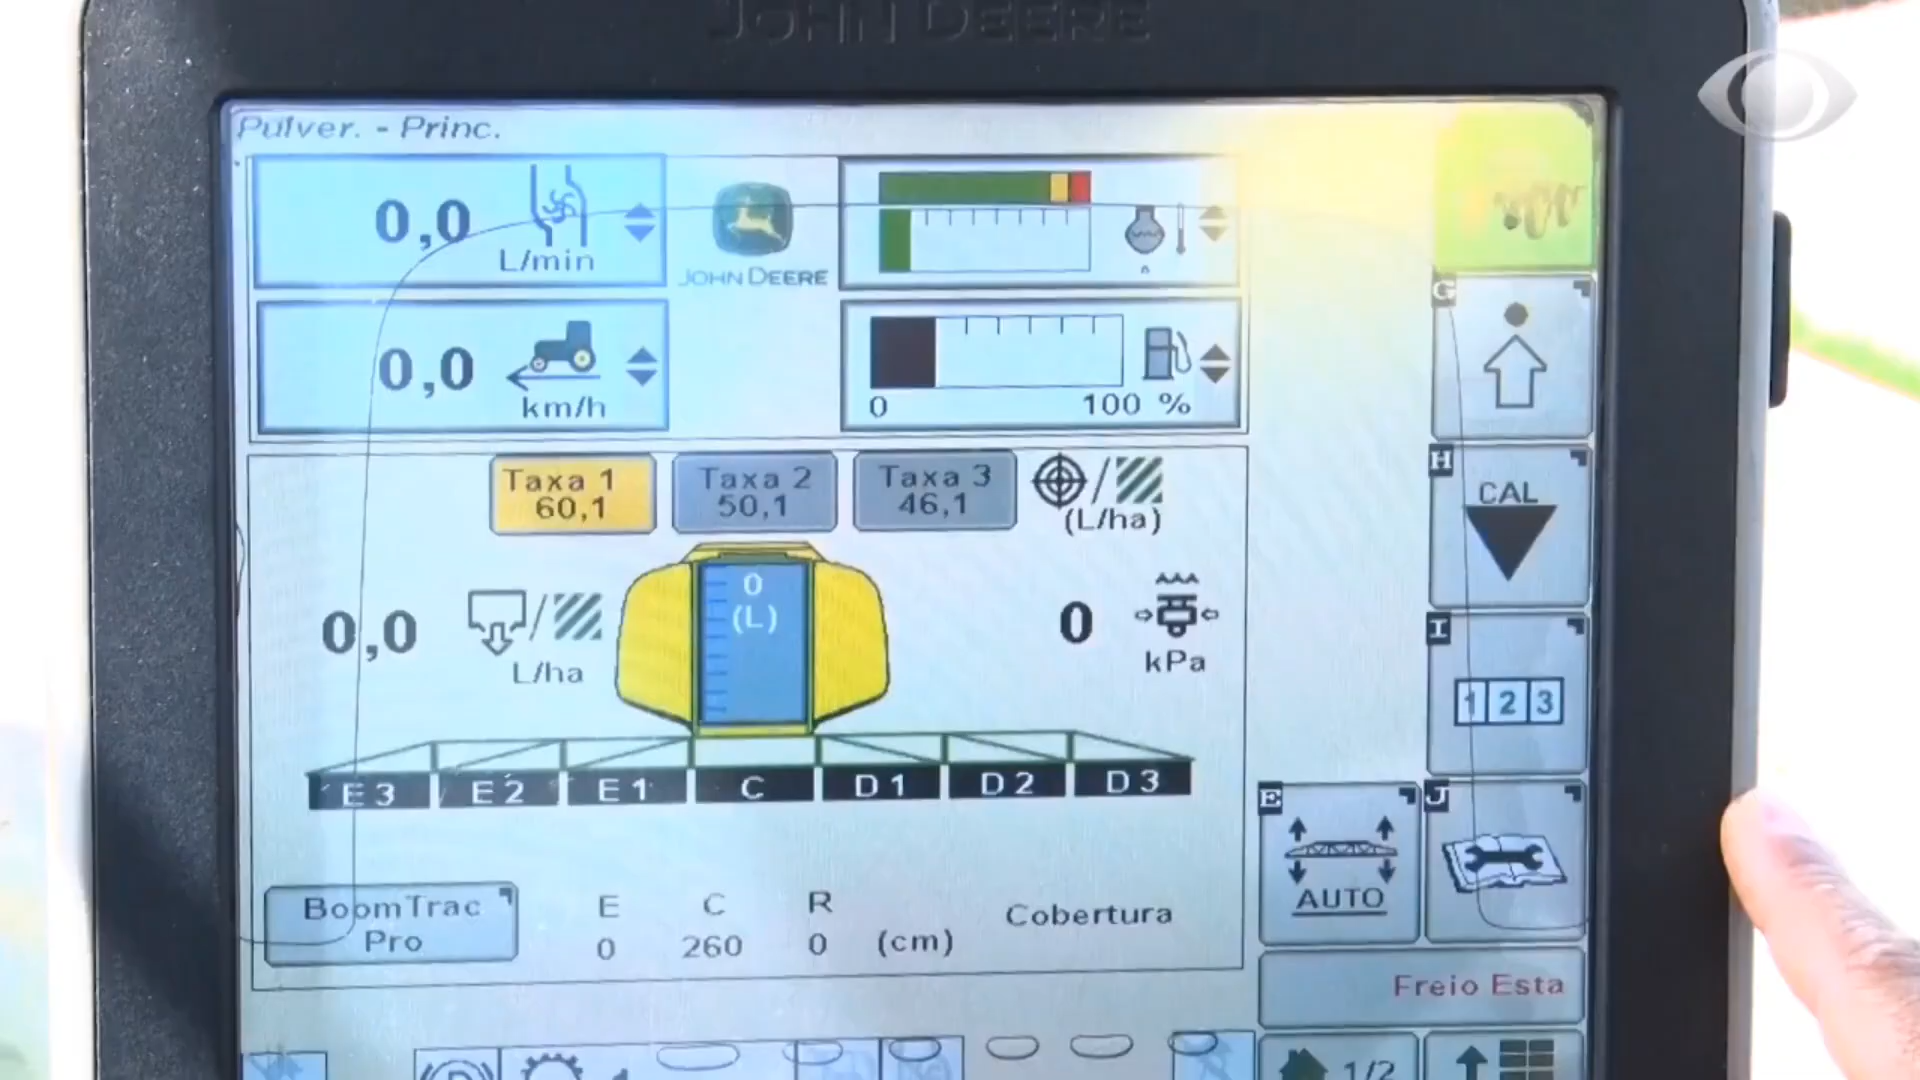 JOHN DEERE
Pulver. - Princ.
0,0
L/min
JOHN DEERE
0,0
km/h
0 100 %
G
Taxa 1
60,1
Taxa 2
50,1
Taxa 3
46,1
(L/ha)
H
CAL
0
(L)
0,0
L/ha
0
kPa
I
1 2 3
E3 E2 E1 C D1 D2 D3
E
AUTO
J
BoomTrac
Pro
E C R
0 260 0 (cm)
Cobertura
Freio Esta
1/2